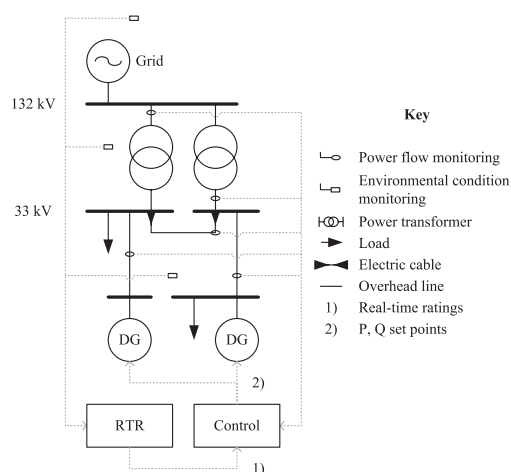 Grid
132 kV
33 kV
DG
DG
2)
RTR
Control
1)
Key
Power flow monitoring
Environmental condition
monitoring
Power transformer
Load
Electric cable
Overhead line
1) Real-time ratings
2) P, Q set points